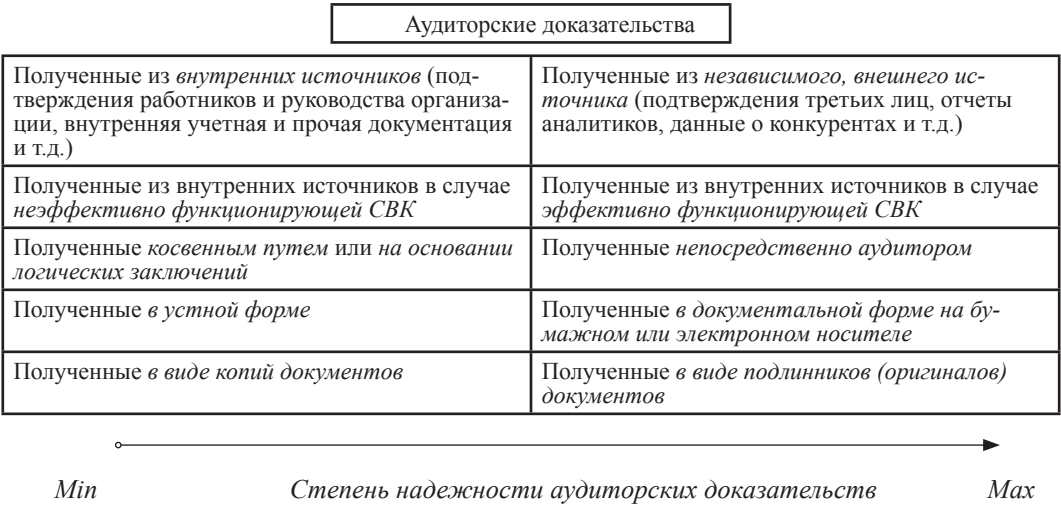 Аудиторские доказательства
Полученные из внутренних источников (под-
тверждения работников и руководства организа-
ции, внутренняя учетная и прочая документация
и т.д.)
Полученные из независимого, внешнего ис-
точника (подтверждения третьих лиц, отчеты
аналитиков, данные о конкурентах и т.д.)
Полученные из внутренних источников в случае
неэффективно функционирующей СВК
Полученные из внутренних источников в случае
эффективно функционирующей СВК
Полученные косвенным путем или на основании
логических заключений
Полученные непосредственно аудитором
Полученные в устной форме
Полученные в документальной форме на бу-
мажном или электронном носителе
Полученные в виде копий документов
Полученные в виде подлинников (оригиналов)
документов
Min Степень надежности аудиторских доказательств Max